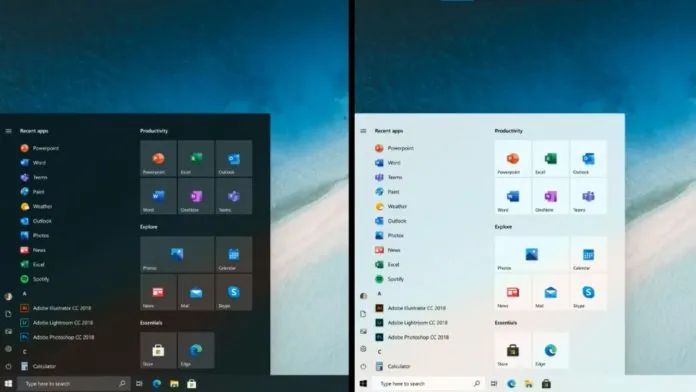 Recent apps
Powerpoint
Word
Teams
Paint
Weather
Outlook
Photos
News
Excel
Spotify
A
Adobe Illustrator CC 2018
Adobe Lightroom CC 2018
Adobe Photoshop CC 2018
C
Calculator
Productivity
Powerpoint Excel Outlook
Word OneNote Teams
Explore
Photos Calendar
News Mail Skype
Essentials
Store Edge
Type here to search
Recent apps
Powerpoint
Word
Teams
Paint
Weather
Outlook
Photos
News
Excel
Spotify
A
Adobe Illustrator CC 2018
Adobe Lightroom CC 2018
Adobe Photoshop CC 2018
C
Calculator
Productivity
Powerpoint Excel Outlook
Word OneNote Teams
Explore
Photos Calendar
News Mail Skype
Essentials
Store Edge
Type here to search